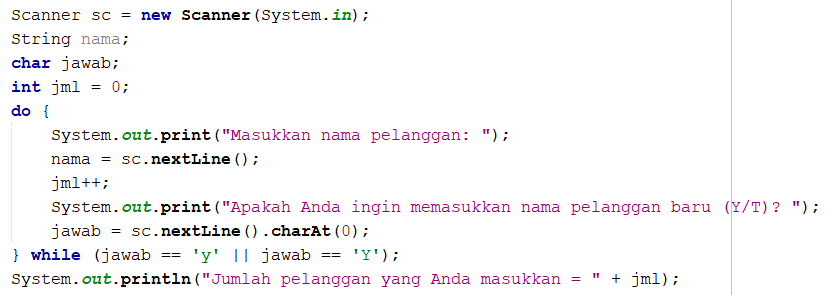 Scanner sc = new Scanner(System.in);
String nama;
char jawab;
int jml = 0;
do {
    System.out.print("Masukkan nama pelanggan: ");
    nama = sc.nextLine();
    jml++;
    System.out.print("Apakah Anda ingin memasukkan nama pelanggan baru (Y/T)? ");
    jawab = sc.nextLine().charAt(0);
} while (jawab == 'y' || jawab == 'Y');
System.out.println("Jumlah pelanggan yang Anda masukkan = " + jml);